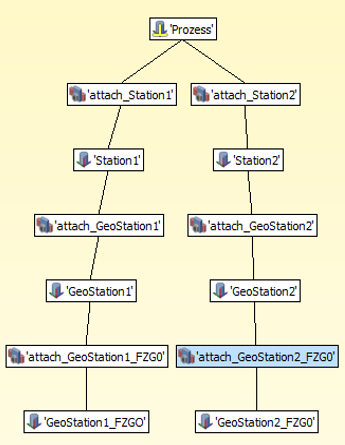 'Prozess'
'attach_Station1'
'attach_Station2'
'Station1'
'Station2'
'attach_GeoStation1'
'attach_GeoStation2'
'GeoStation1'
'GeoStation2'
'attach_GeoStation1_FZG0'
'attach_GeoStation2_FZG0'
'GeoStation1_FZGO'
'GeoStation2_FZG0'